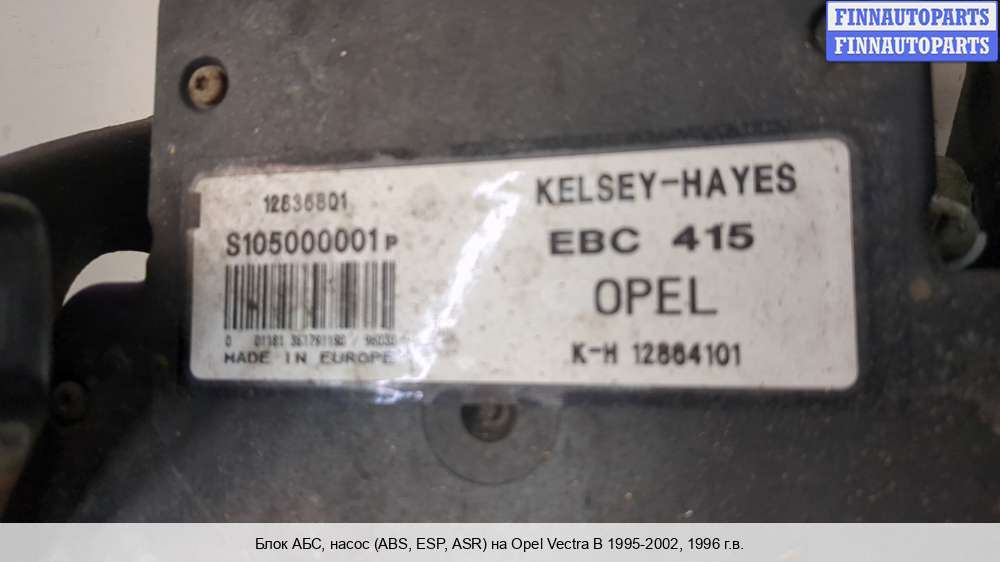 FINNAUTOPARTS
FINNAUTOPARTS
12836801
S105000001P
MADE IN EUROPE
KELSEY-HAYES
EBC 415
OPEL
K-H 12864101
Блок АБС, насос (ABS, ESP, ASR) на Opel Vectra B 1995-2002, 1996 г.в.